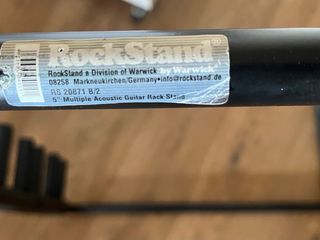 RockStand®
by Warwick
RockStand a Division of Warwick
08258 Markneukirchen/Germany•info@rockstand.de
RS 20871 B/2
5" Multiple Acoustic Guitar Rack Stand